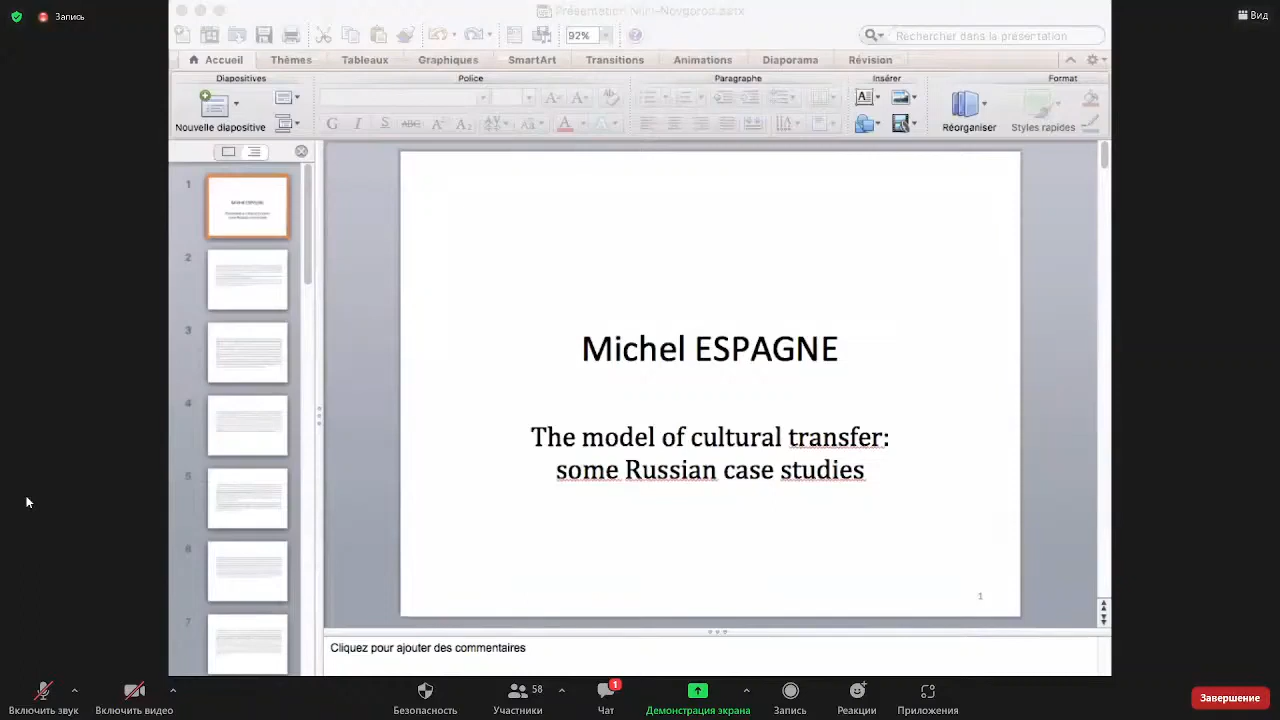 Запись
Вид
Présentation Nijni-Novgorod.pptx
92%
Rechercher dans la présentation
Accueil Thèmes Tableaux Graphiques SmartArt Transitions Animations Diaporama Révision
Diapositives Police Paragraphe Insérer Format
Nouvelle diapositive Réorganiser Styles rapides
1
2
3
4
5
6
7
Michel ESPAGNE
The model of cultural transfer:
some Russian case studies
1
Cliquez pour ajouter des commentaires
58
1
Включить звук Включить видео Безопасность Участники Чат Демонстрация экрана Запись Реакции Приложения Завершение